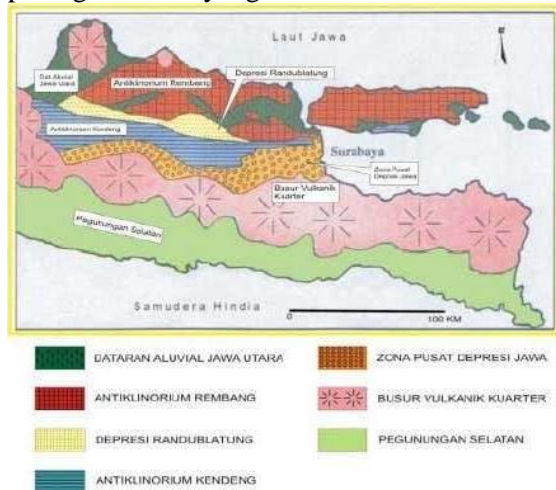 Laut Jawa
Depresi Randublatung
Antiklinorium Rembang
Dat Aluvial
Jawa Utara
Antiklinorium Kendeng
Surabaya
Zona Pusat
Depresi Jawa
Busur Vulkanik
Kuarter
Pegunungan Selatan
Samudera Hindia
0
100 KM
DATARAN ALUVIAL JAWA UTARA
ZONA PUSAT DEPRESI JAWA
ANTIKLINORIUM REMBANG
BUSUR VULKANIK KUARTER
DEPRESI RANDUBLATUNG
PEGUNUNGAN SELATAN
ANTIKLINORIUM KENDENG